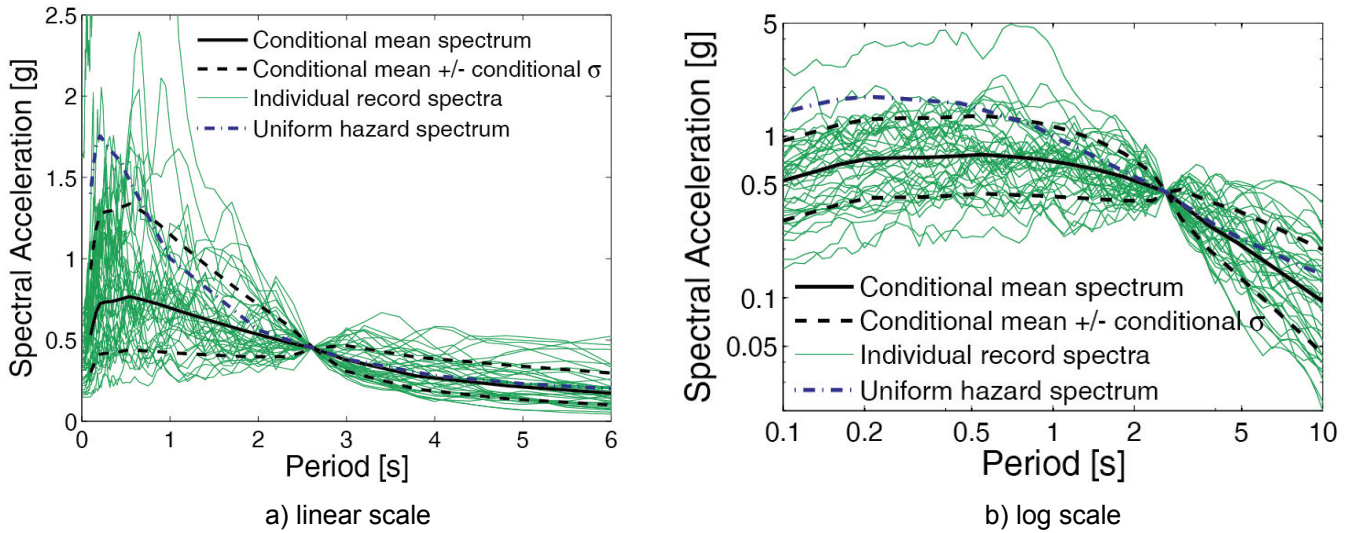 2.5
2
1.5
1
0.5
0
Spectral Acceleration [g]
Conditional mean spectrum
Conditional mean +/- conditional σ
Individual record spectra
Uniform hazard spectrum
0 1 2 3 4 5 6
Period [s]
a) linear scale
5
1
0.5
0.1
0.05
Spectral Acceleration [g]
Conditional mean spectrum
Conditional mean +/- conditional σ
Individual record spectra
Uniform hazard spectrum
0.1 0.2 0.5 1 2 5 10
Period [s]
b) log scale